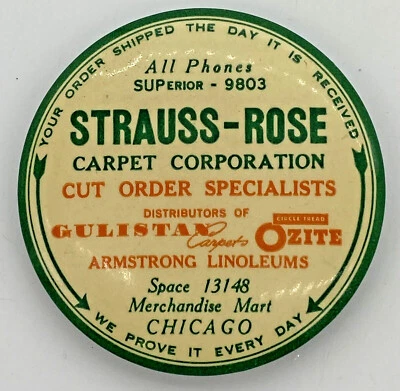 YOUR ORDER SHIPPED THE DAY IT IS RECEIVED
All Phones
SUPERIOR - 9803
STRAUSS-ROSE
CARPET CORPORATION
CUT ORDER SPECIALISTS
DISTRIBUTORS OF
GULISTAN Carpets CIRCLE TREAD OZITE
ARMSTRONG LINOLEUMS
Space 13148
Merchandise Mart
CHICAGO
WE PROVE IT EVERY DAY